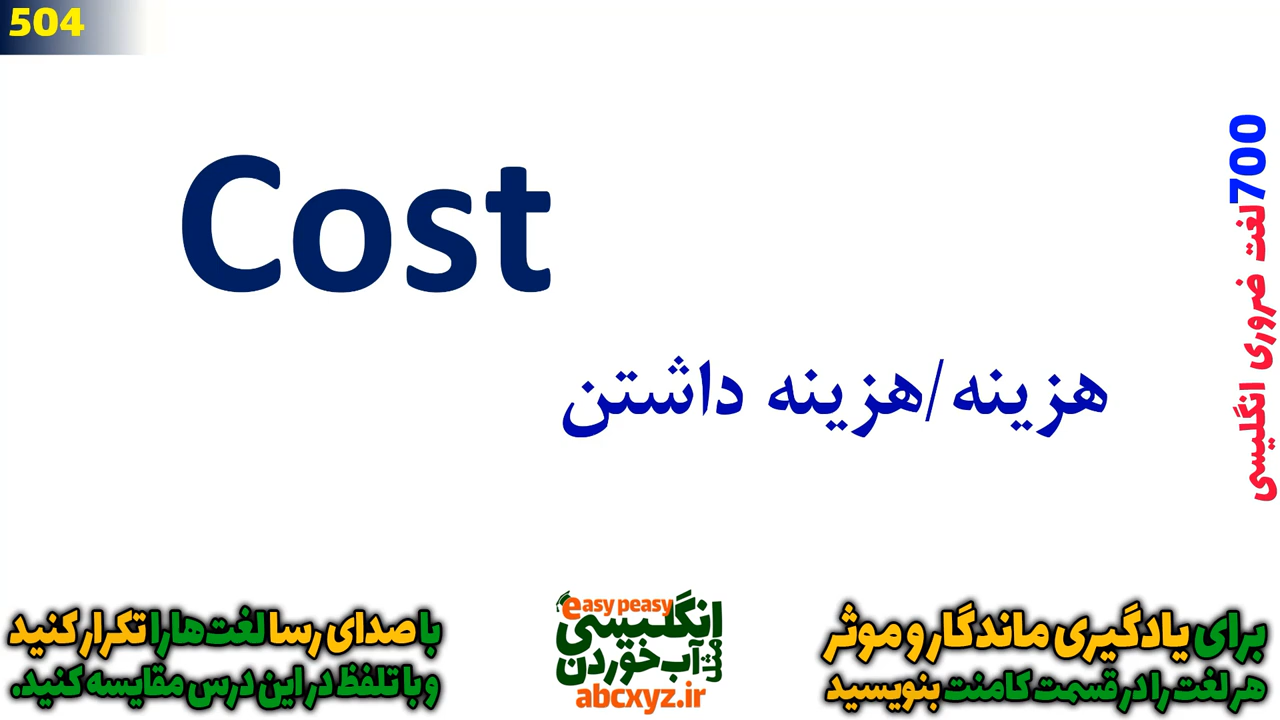 504
Cost
هزینه/هزینه داشتن
700 لغت ضروری انگلیسی
با صدای رسا لغت‌ها را تکرار کنید
و با تلفظ در این درس مقایسه کنید.
easy peasy
انگلیسی
مثل آب خوردن
abcxyz.ir
برای یادگیری ماندگار و موثر
هر لغت را در قسمت کامنت بنویسید